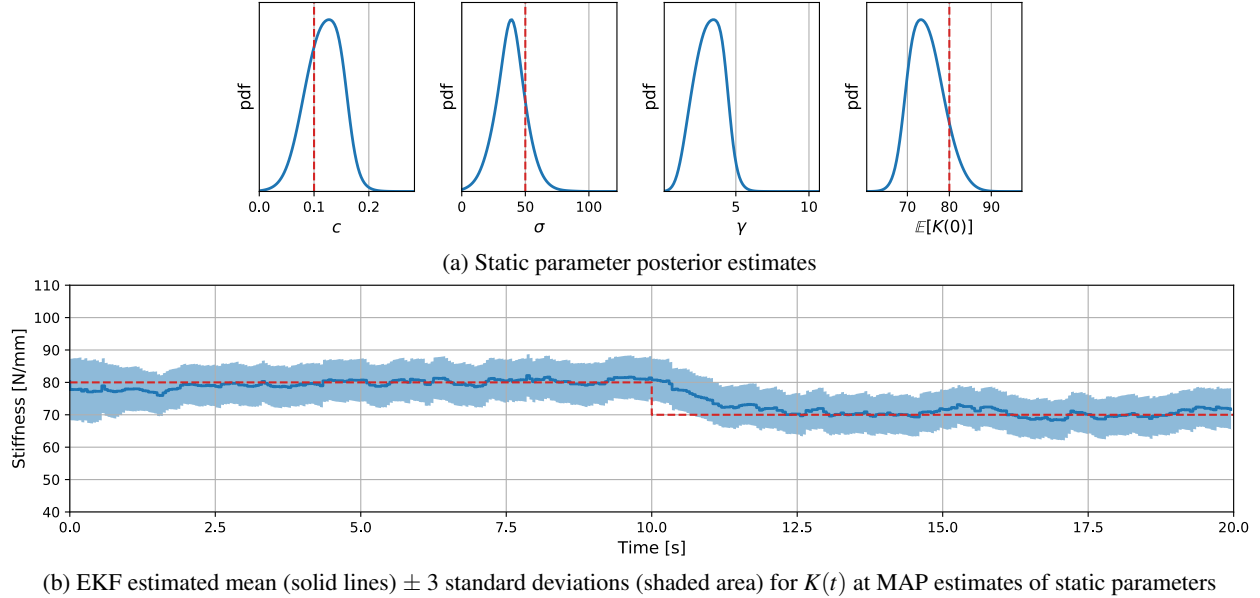 pdf
pdf
pdf
pdf
0.0 0.1 0.2
0 50 100
5 10
70 80 90
c
σ
γ
𝔼[K(0)]
(a) Static parameter posterior estimates
Stiffness [N/mm]
110
100
90
80
70
60
50
40
0.0 2.5 5.0 7.5 10.0 12.5 15.0 17.5 20.0
Time [s]
(b) EKF estimated mean (solid lines) ± 3 standard deviations (shaded area) for K(t) at MAP estimates of static parameters